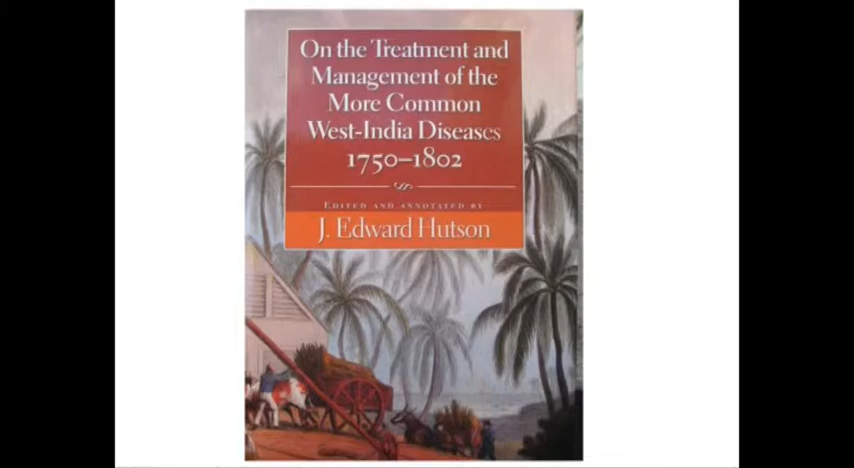 On the Treatment and
Management of the
More Common
West-India Diseases
1750–1802
EDITED AND ANNOTATED BY
J. Edward Hutson